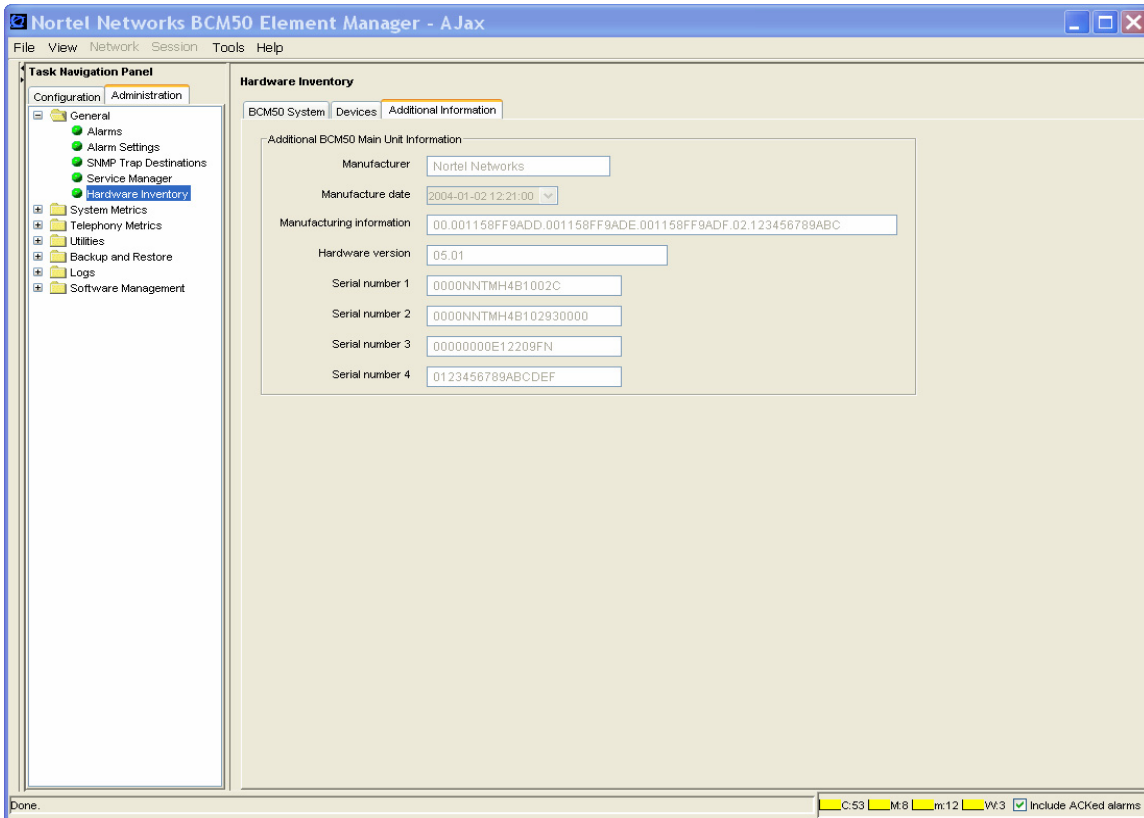 Nortel Networks BCM50 Element Manager - AJax
File View Network Session Tools Help
Task Navigation Panel
Configuration Administration
General
Alarms
Alarm Settings
SNMP Trap Destinations
Service Manager
Hardware Inventory
System Metrics
Telephony Metrics
Utilities
Backup and Restore
Logs
Software Management
Hardware Inventory
BCM50 System Devices Additional Information
Additional BCM50 Main Unit Information
Manufacturer Nortel Networks
Manufacture date 2004-01-02 12:21:00
Manufacturing information 00.001158FF9ADD.001158FF9ADE.001158FF9ADF.02.123456789ABC
Hardware version 05.01
Serial number 1 0000NNTMH4B1002C
Serial number 2 0000NNTMH4B102930000
Serial number 3 00000000E12209FN
Serial number 4 0123456789ABCDEF
Done. C:53 M:8 m:12 W:3 Include ACKed alarms